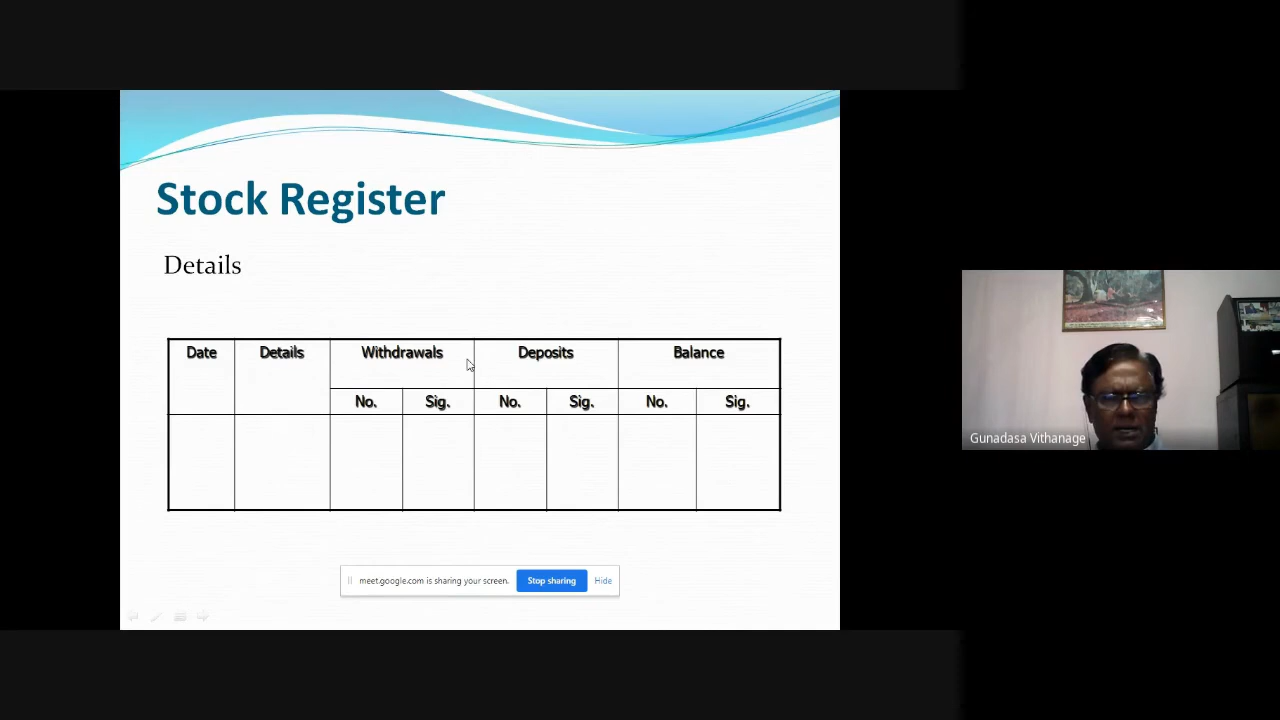 Stock Register
Details
Date Details Withdrawals Deposits Balance
No. Sig. No. Sig. No. Sig.
Gunadasa Vithanage
meet.google.com is sharing your screen. Stop sharing Hide